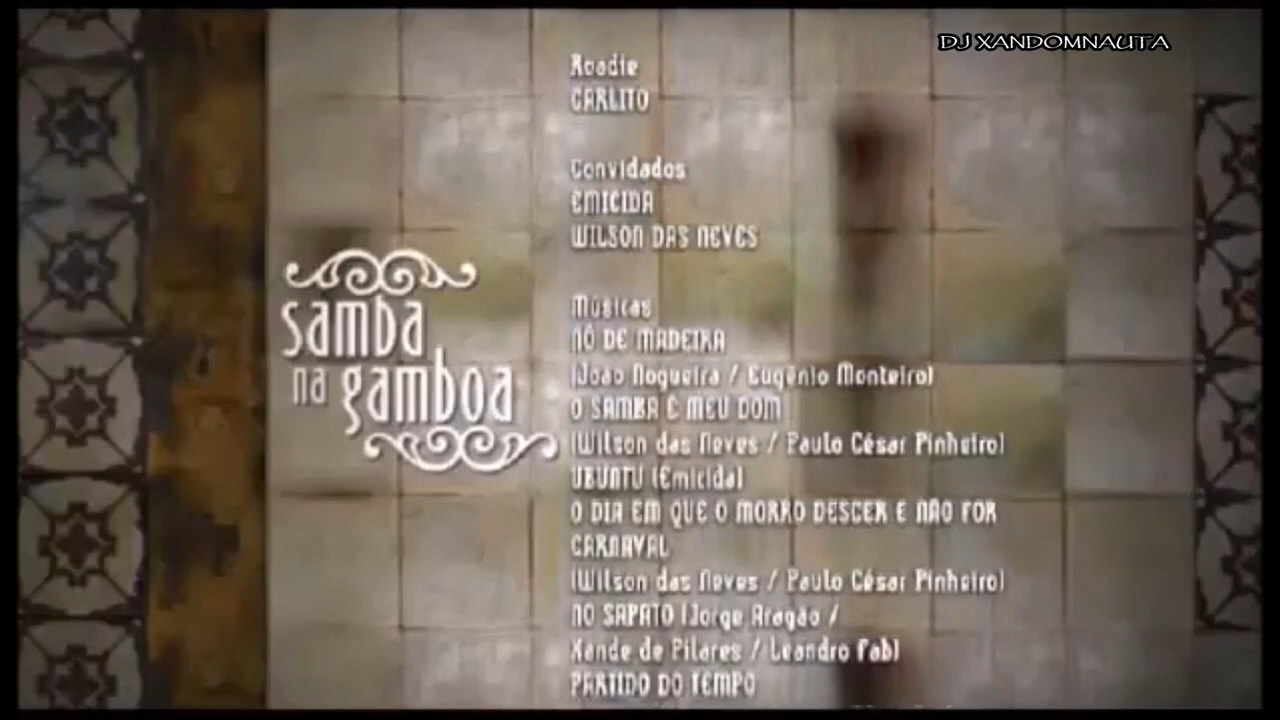 DJ XANDOMNAUTA
Roadie
CARLITO
Convidados
EMICIDA
WILSON DAS NEVES
samba
na gamboa
Músicas
NÓ DE MADEIRA
(João Nogueira / Eugênio Monteiro)
O SAMBA É MEU DOM
(Wilson das Neves / Paulo César Pinheiro)
UBUNTU (Emicida)
O DIA EM QUE O MORRO DESCER E NÃO FOR
CARNAVAL
(Wilson das Neves / Paulo César Pinheiro)
NO SAPATO (Jorge Aragão /
Xande de Pilares / Leandro Fab)
PARTIDO DO TEMPO